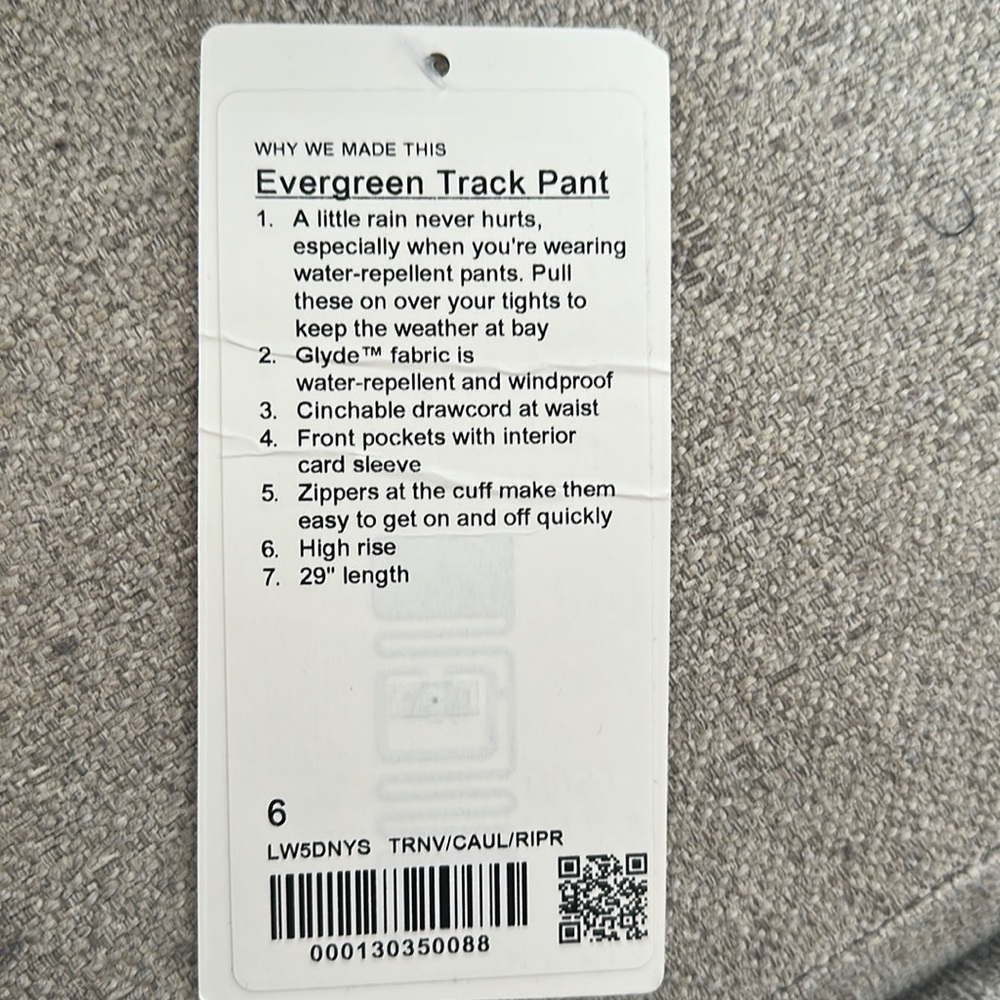 WHY WE MADE THIS
Evergreen Track Pant
1. A little rain never hurts,
especially when you're wearing
water-repellent pants. Pull
these on over your tights to
keep the weather at bay
2. Glyde™ fabric is
water-repellent and windproof
3. Cinchable drawcord at waist
4. Front pockets with interior
card sleeve
5. Zippers at the cuff make them
easy to get on and off quickly
6. High rise
7. 29" length
6
LW5DNYS TRNV/CAUL/RIPR
000130350088